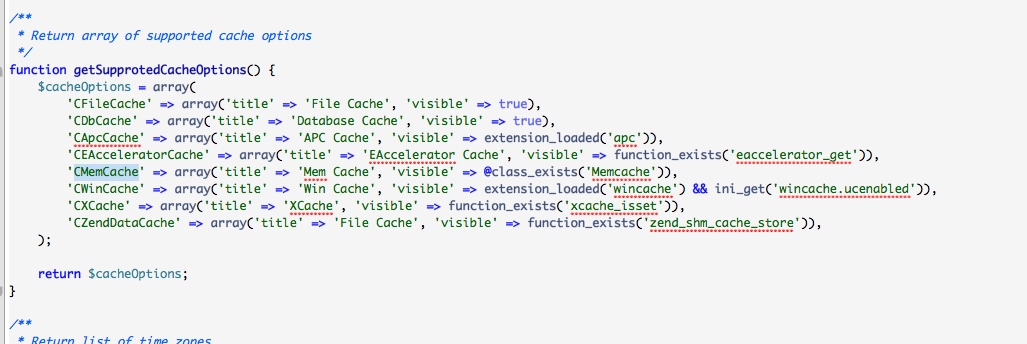 /**
 * Return array of supported cache options
 */
function getSupprotedCacheOptions() {
    $cacheOptions = array(
        'CFileCache' => array('title' => 'File Cache', 'visible' => true),
        'CDbCache' => array('title' => 'Database Cache', 'visible' => true),
        'CApcCache' => array('title' => 'APC Cache', 'visible' => extension_loaded('apc')),
        'CEAcceleratorCache' => array('title' => 'EAccelerator Cache', 'visible' => function_exists('eaccelerator_get')),
        'CMemCache' => array('title' => 'Mem Cache', 'visible' => @class_exists('Memcache')),
        'CWinCache' => array('title' => 'Win Cache', 'visible' => extension_loaded('wincache') && ini_get('wincache.ucenabled')),
        'CXCache' => array('title' => 'XCache', 'visible' => function_exists('xcache_isset')),
        'CZendDataCache' => array('title' => 'File Cache', 'visible' => function_exists('zend_shm_cache_store')),
    );
    return $cacheOptions;
}
/**
 * Return list of time zones